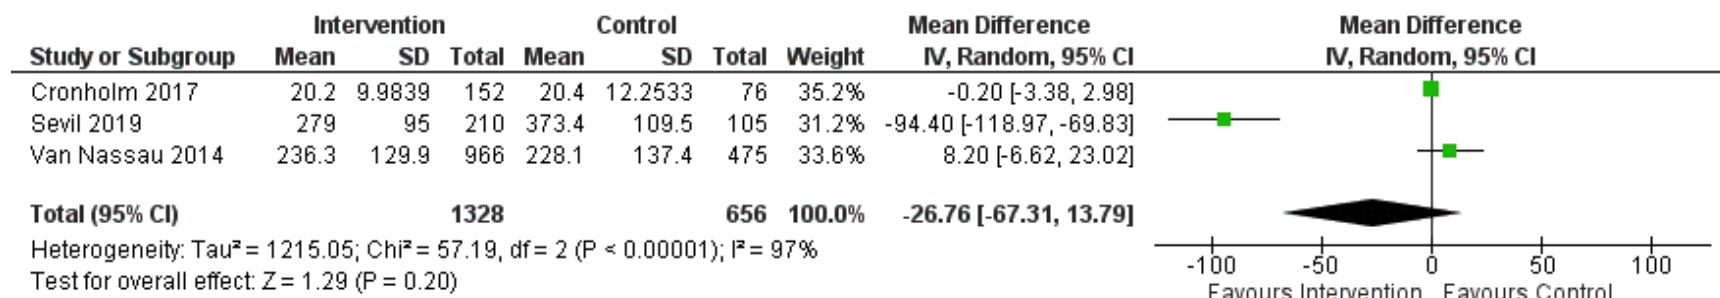 Intervention Control Mean Difference Mean Difference
Study or Subgroup Mean SD Total Mean SD Total Weight IV, Random, 95% CI IV, Random, 95% CI
Cronholm 2017 20.2 9.9839 152 20.4 12.2533 76 35.2% -0.20 [-3.38, 2.98]
Sevil 2019 279 95 210 373.4 109.5 105 31.2% -94.40 [-118.97, -69.83]
Van Nassau 2014 236.3 129.9 966 228.1 137.4 475 33.6% 8.20 [-6.62, 23.02]
Total (95% CI) 1328 656 100.0% -26.76 [-67.31, 13.79]
Heterogeneity: Tau² = 1215.05; Chi² = 57.19, df = 2 (P < 0.00001); I² = 97%
Test for overall effect: Z = 1.29 (P = 0.20)
-100 -50 0 50 100
Favours Intervention Favours Control